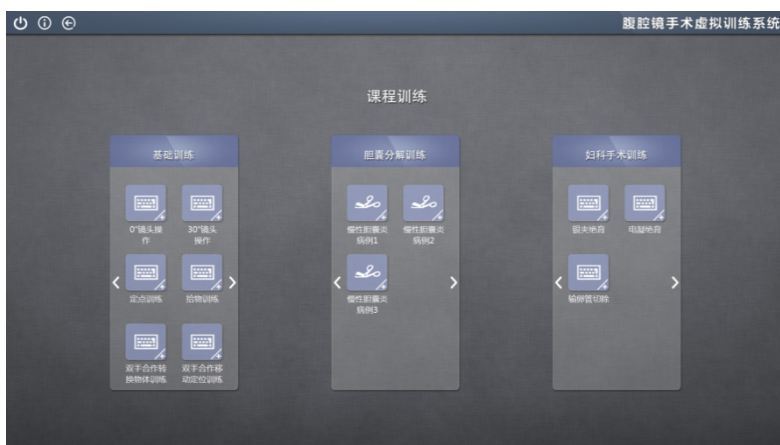 腹腔镜手术虚拟训练系统
课程训练
基础训练
0°镜头操
作
30°镜头
操作
定点训练
拾物训练
双手合作转
换物体训练
双手合作移
动定位训练
胆囊分解训练
慢性胆囊炎
病例1
慢性胆囊炎
病例2
慢性胆囊炎
病例3
妇科手术训练
银夹绝育
电凝绝育
输卵管切除